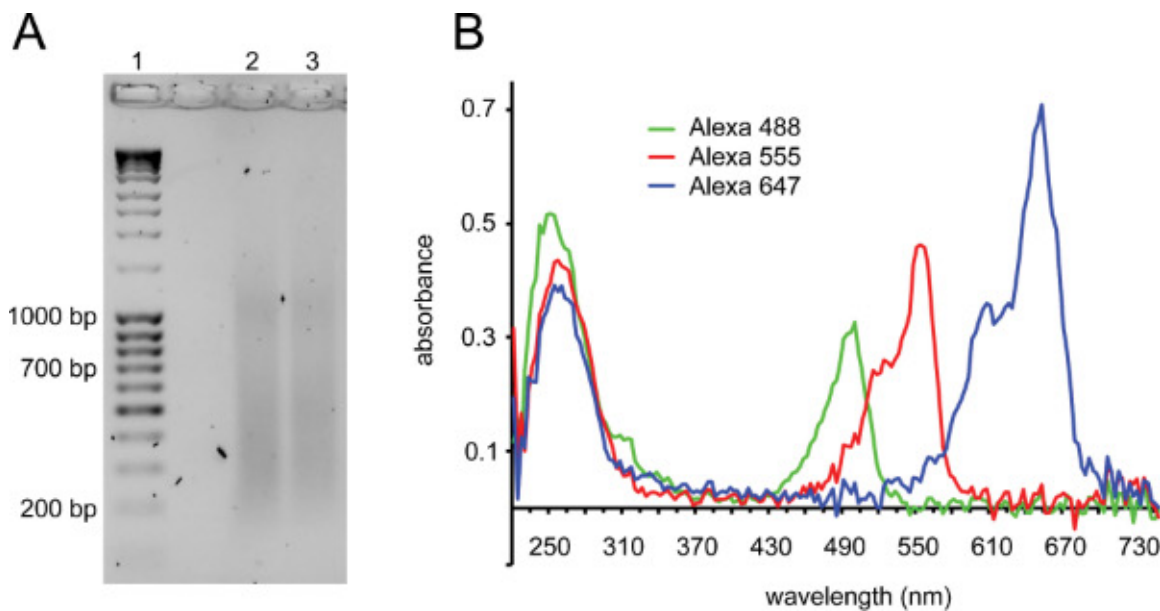 A
1 2 3
1000 bp
700 bp
200 bp
B
Alexa 488
Alexa 555
Alexa 647
absorbance
0.7
0.5
0.3
0.1
250 310 370 430 490 550 610 670 730
wavelength (nm)